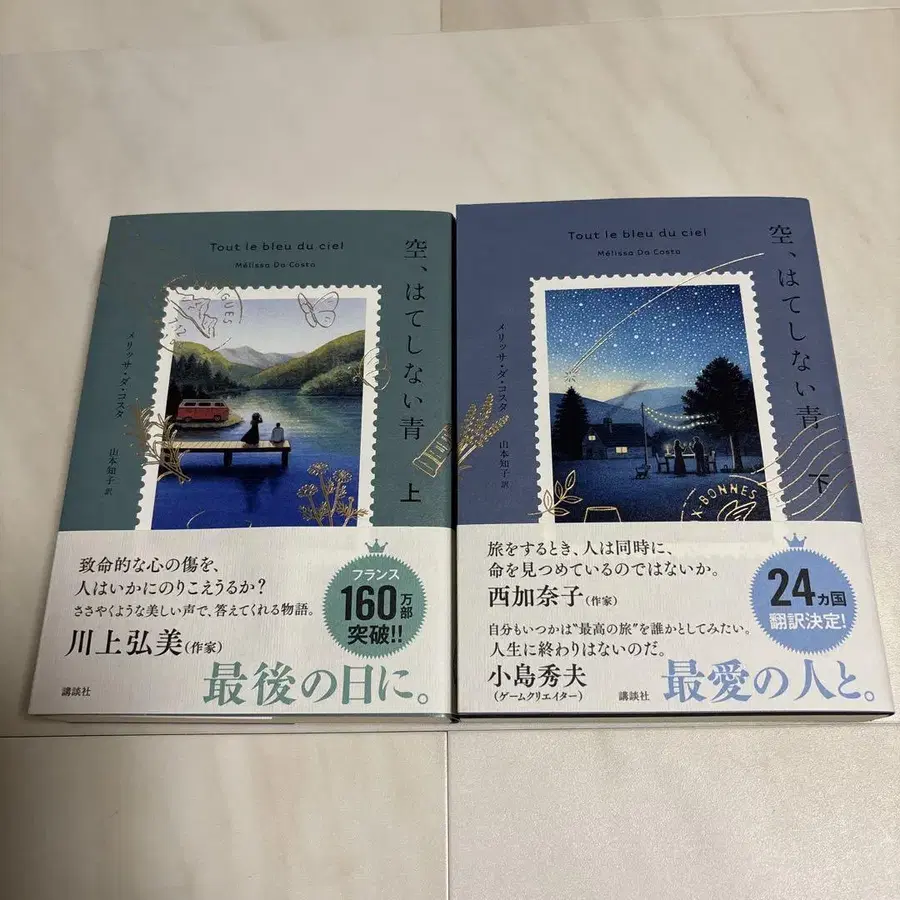 Tout le bleu du ciel
Mélissa Da Costa
空、はてしない青 上
メリッサ・ダ・コスタ
山本知子 訳
致命的な心の傷を、
人はいかにのりこえうるか?
ささやくような美しい声で、答えてくれる物語。
川上弘美(作家)
フランス
160万部
突破!!
最後の日に。
講談社
Tout le bleu du ciel
Mélissa Da Costa
空、はてしない青 下
メリッサ・ダ・コスタ
山本知子 訳
X-BONNES
旅をするとき、人は同時に、
命を見つめているのではないか。
西加奈子(作家)
自分もいつかは"最高の旅"を誰かとしてみたい。
人生に終わりはないのだ。
小島秀夫
(ゲームクリエイター)
24カ国
翻訳決定!
講談社
最愛の人と。